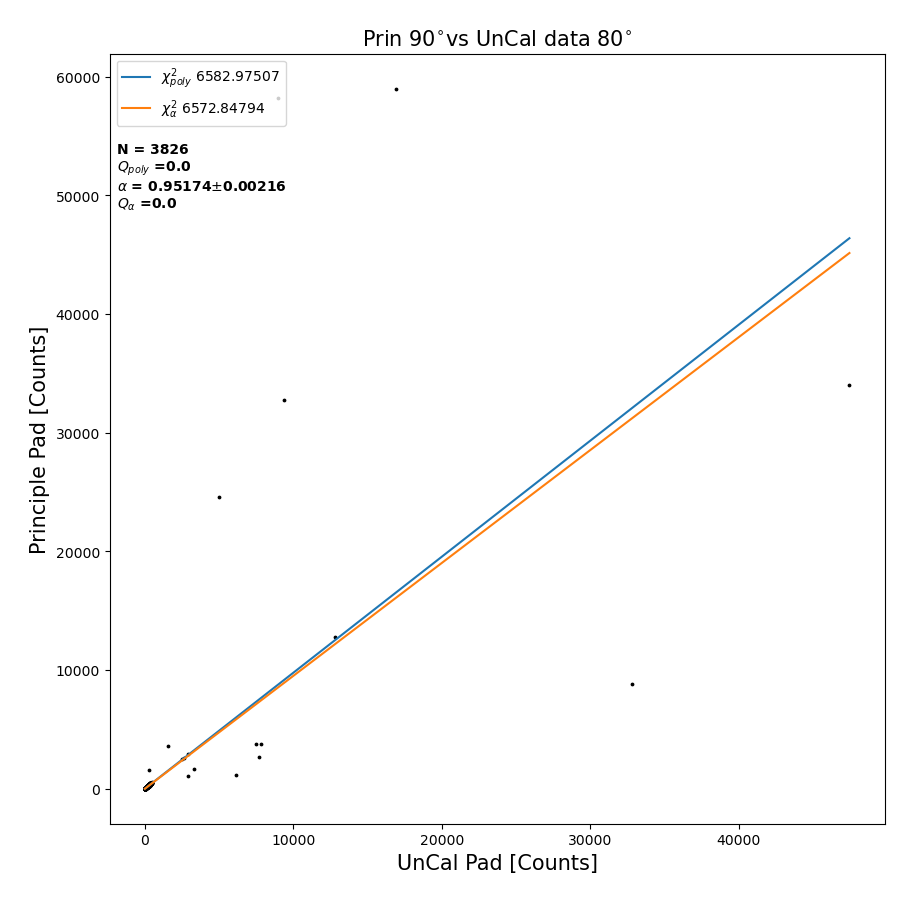 Prin 90°vs UnCal data 80°
χ²poly 6582.97507
χ²α 6572.84794
N = 3826
Qpoly =0.0
α = 0.95174±0.00216
Qα =0.0
60000
50000
40000
30000
20000
10000
0
Principle Pad [Counts]
0 10000 20000 30000 40000
UnCal Pad [Counts]